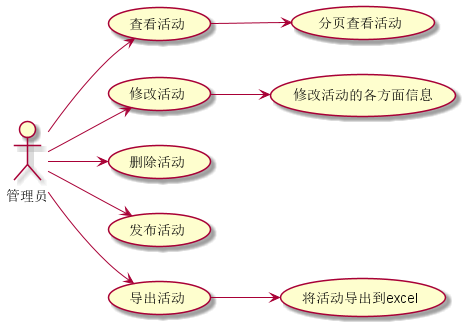 查看活动
分页查看活动
修改活动
修改活动的各方面信息
管理员
删除活动
发布活动
导出活动
将活动导出到excel